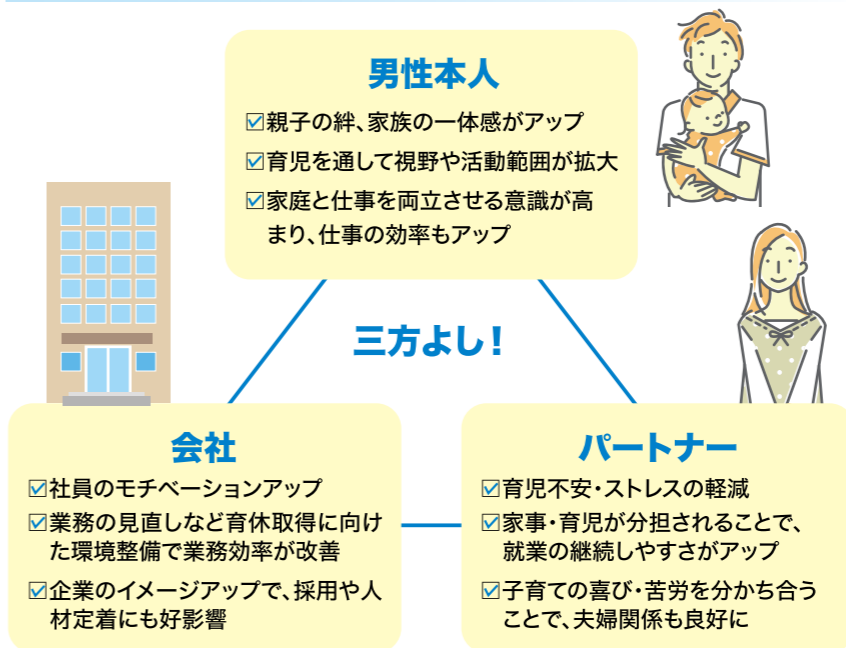 男性本人
☑親子の絆、家族の一体感がアップ
☑育児を通して視野や活動範囲が拡大
☑家庭と仕事を両立させる意識が高
まり、仕事の効率もアップ
三方よし!
会社
☑社員のモチベーションアップ
☑業務の見直しなど育休取得に向け
た環境整備で業務効率が改善
☑企業のイメージアップで、採用や人
材定着にも好影響
パートナー
☑育児不安・ストレスの軽減
☑家事・育児が分担されることで、
就業の継続しやすさがアップ
☑子育ての喜び・苦労を分かち合う
ことで、夫婦関係も良好に